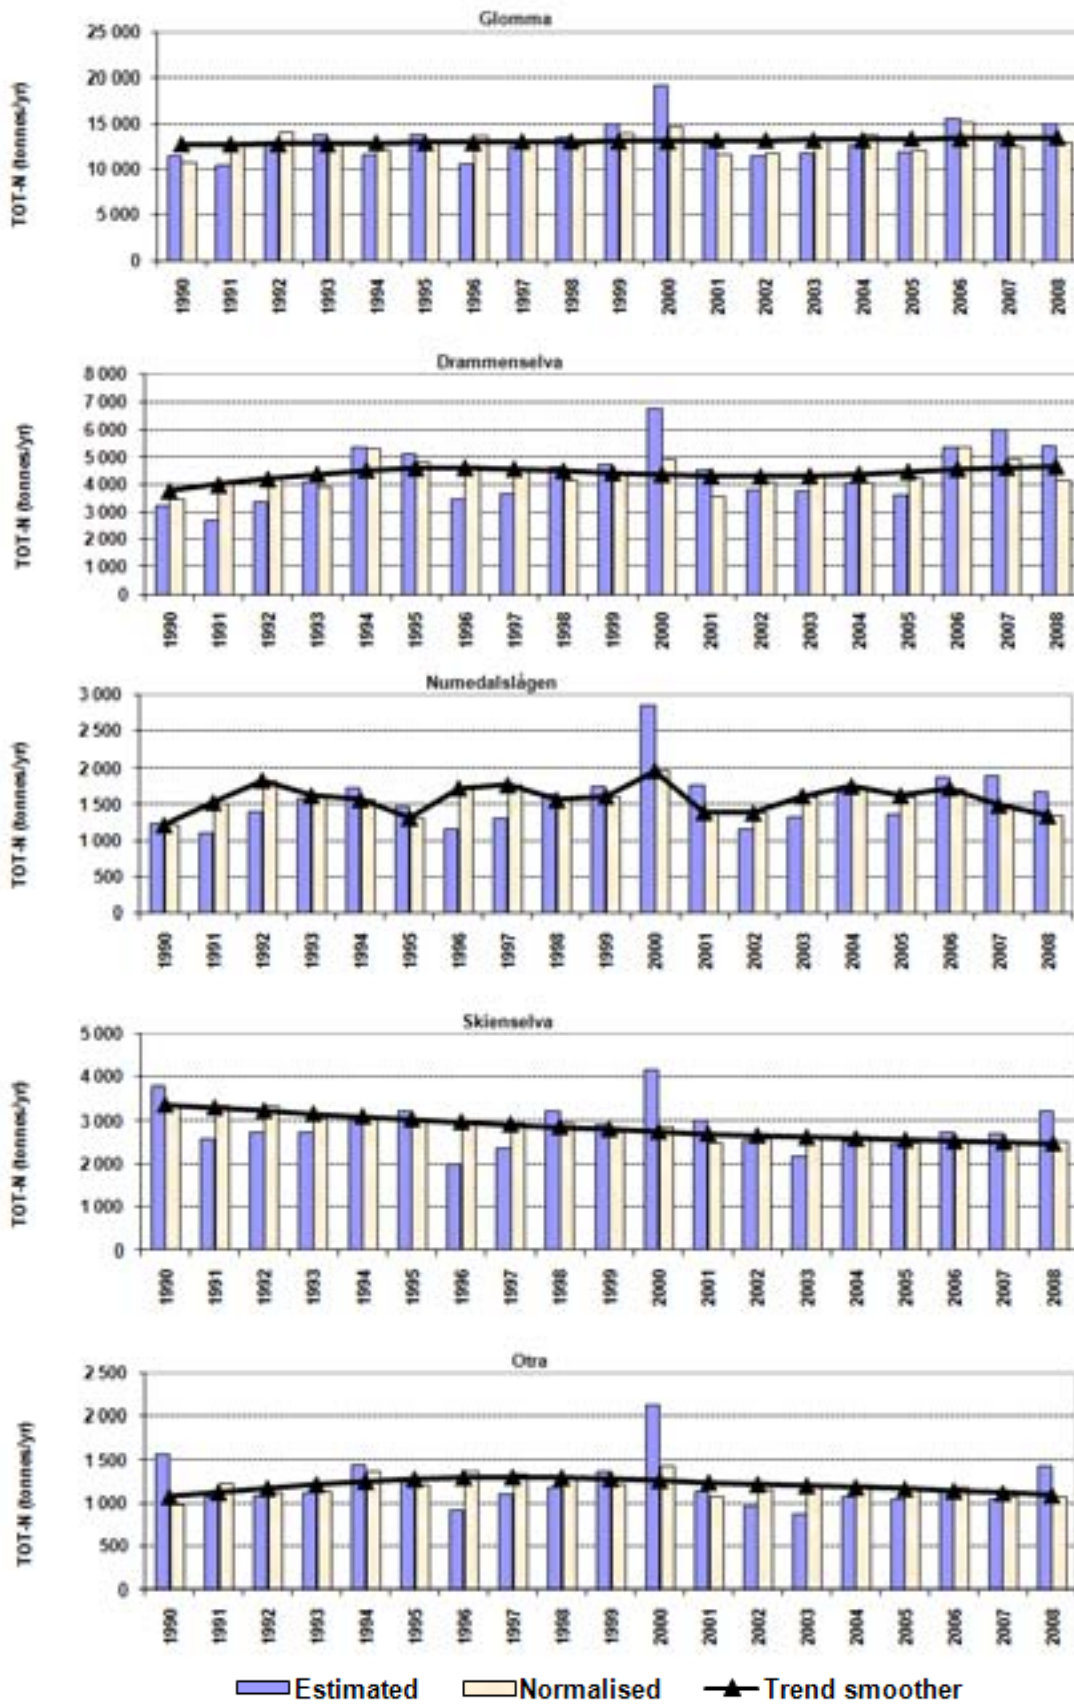 Glomma
TOT-N (tonnes/yr)
25 000
20 000
15 000
10 000
5 000
0
1990 1991 1992 1993 1994 1995 1996 1997 1998 1999 2000 2001 2002 2003 2004 2005 2006 2007 2008
Drammenselva
TOT-N (tonnes/yr)
8 000
7 000
6 000
5 000
4 000
3 000
2 000
1 000
0
1990 1991 1992 1993 1994 1995 1996 1997 1998 1999 2000 2001 2002 2003 2004 2005 2006 2007 2008
Numedalslågen
TOT-N (tonnes/yr)
3 000
2 500
2 000
1 500
1 000
500
0
1990 1991 1992 1993 1994 1995 1996 1997 1998 1999 2000 2001 2002 2003 2004 2005 2006 2007 2008
Skienselva
TOT-N (tonnes/yr)
5 000
4 000
3 000
2 000
1 000
0
1990 1991 1992 1993 1994 1995 1996 1997 1998 1999 2000 2001 2002 2003 2004 2005 2006 2007 2008
Otra
TOT-N (tonnes/yr)
2 500
2 000
1 500
1 000
500
0
1990 1991 1992 1993 1994 1995 1996 1997 1998 1999 2000 2001 2002 2003 2004 2005 2006 2007 2008
Estimated Normalised Trend smoother